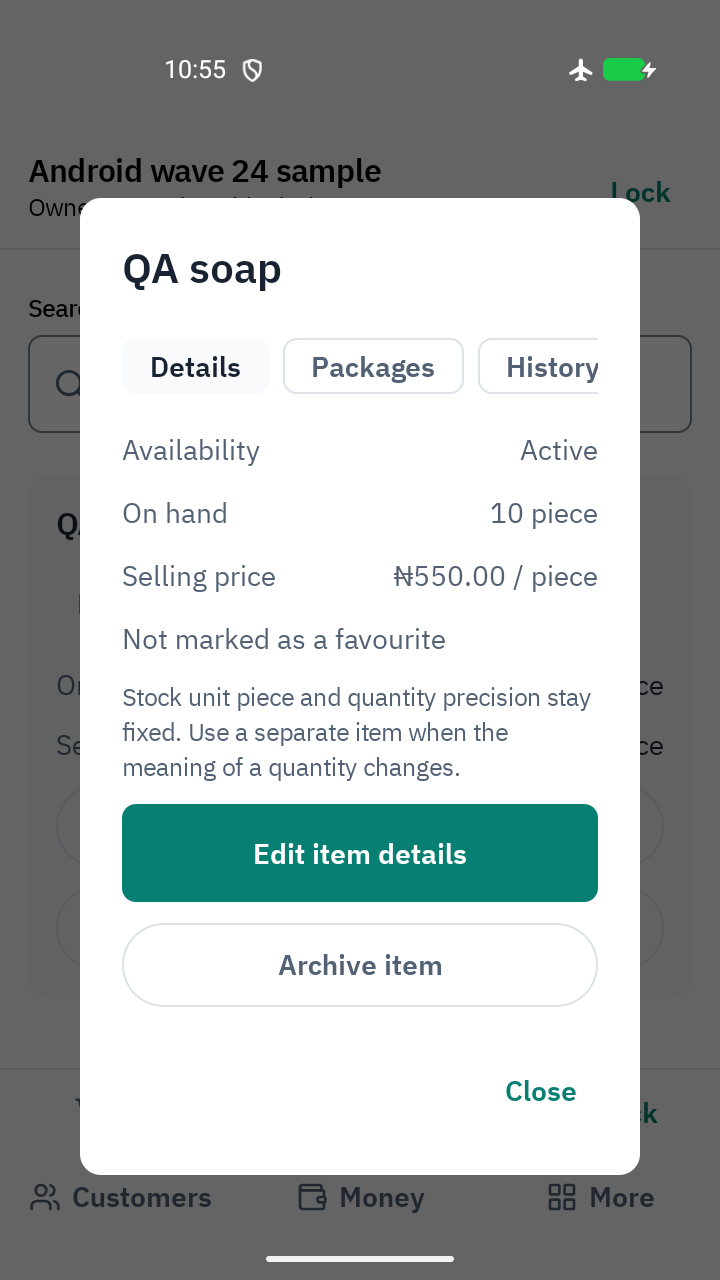 10:55
Android wave 24 sample
Lock
QA soap
Details
Packages
History
Availability
Active
On hand
10 piece
Selling price
₦550.00 / piece
Not marked as a favourite
Stock unit piece and quantity precision stay
fixed. Use a separate item when the
meaning of a quantity changes.
Edit item details
Archive item
Close
Customers
Money
More